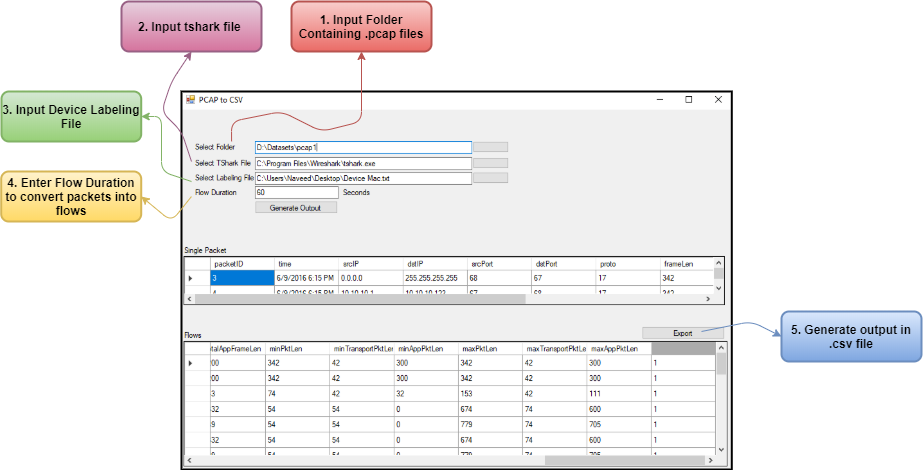 2. Input tshark file
1. Input Folder
Containing .pcap files
3. Input Device Labeling
File
4. Enter Flow Duration
to convert packets into
flows
PCAP to CSV
Select Folder D:\Datasets\pcap1
Select TShark File C:\Program Files\Wireshark\tshark.exe
Select Labeling File C:\Users\Naveed\Desktop\Device Mac.txt
Flow Duration 60 Seconds
Generate Output
Single Packet
packetID time srcIP dstIP srcPort dstPort proto frameLen
3 6/9/2016 6:15 PM 0.0.0.0 255.255.255.255 68 67 17 342
4 6/9/2016 6:15 PM 10.10.10.1 10.10.10.123 67 68 17 342
Export
5. Generate output in
.csv file
Flows
talAppFrameLen minPktLen minTransportPktLen minAppPktLen maxPktLen maxTransportPktLe maxAppPktLen
00 342 42 300 342 42 300 1
00 342 42 300 342 42 300 1
3 74 42 32 153 42 111 1
32 54 54 0 674 74 600 1
9 54 54 0 779 74 705 1
32 54 54 0 674 74 600 1
9 54 54 0 779 74 705 1